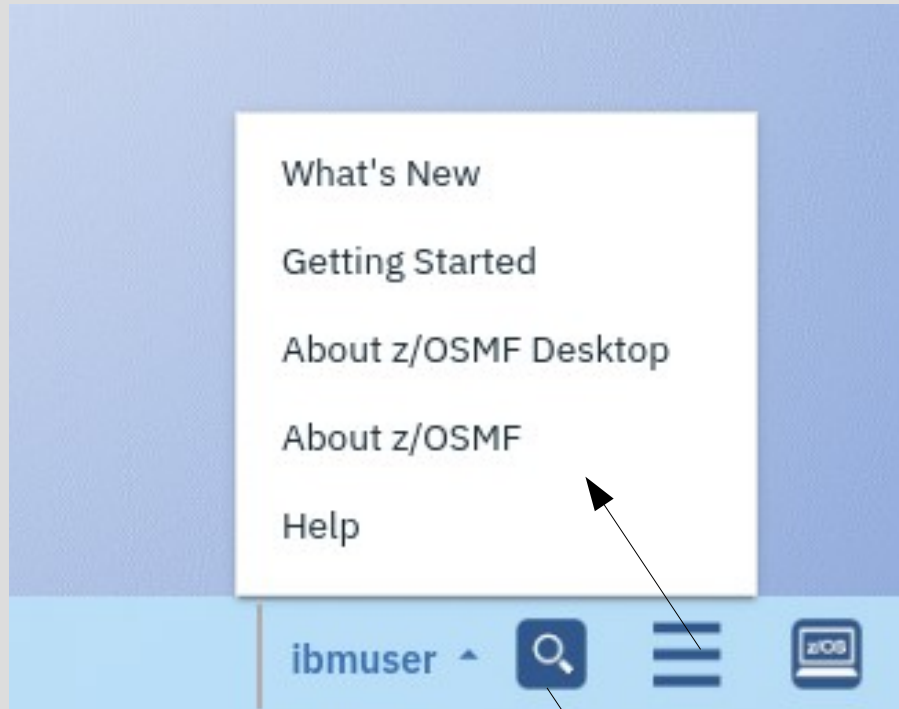 What's New
Getting Started
About z/OSMF Desktop
About z/OSMF
Help
ibmuser
z/OS